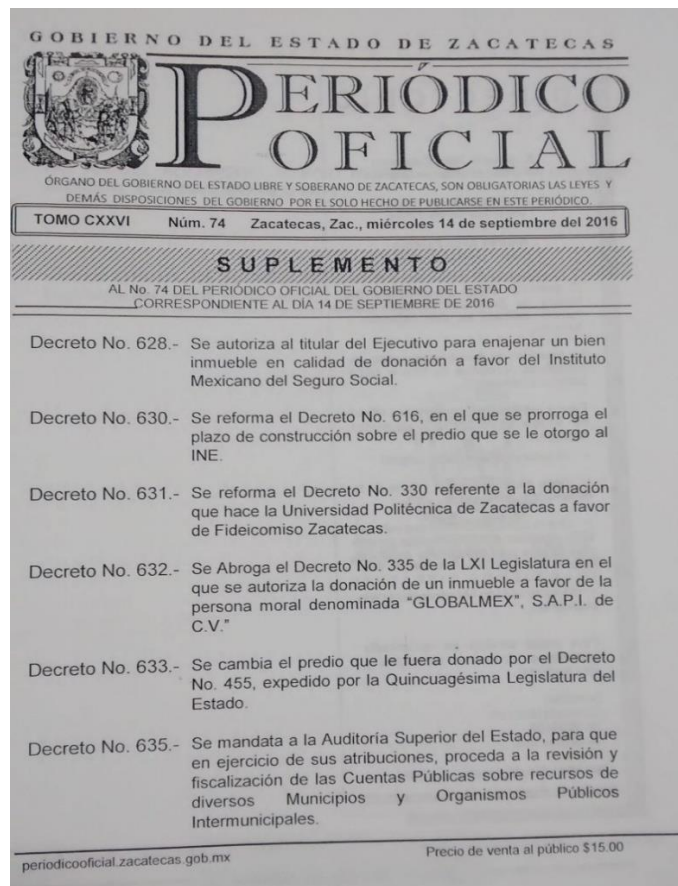 GOBIERNO DEL ESTADO DE ZACATECAS
PERIÓDICO
OFICIAL
ÓRGANO DEL GOBIERNO DEL ESTADO LIBRE Y SOBERANO DE ZACATECAS, SON OBLIGATORIAS LAS LEYES Y
DEMÁS DISPOSICIONES DEL GOBIERNO POR EL SOLO HECHO DE PUBLICARSE EN ESTE PERIÓDICO.
TOMO CXXVI Núm. 74 Zacatecas, Zac., miércoles 14 de septiembre del 2016
SUPLEMENTO
AL No. 74 DEL PERIÓDICO OFICIAL DEL GOBIERNO DEL ESTADO
CORRESPONDIENTE AL DÍA 14 DE SEPTIEMBRE DE 2016
Decreto No. 628.- Se autoriza al titular del Ejecutivo para enajenar un bien
inmueble en calidad de donación a favor del Instituto
Mexicano del Seguro Social.
Decreto No. 630.- Se reforma el Decreto No. 616, en el que se prorroga el
plazo de construcción sobre el predio que se le otorgo al
INE.
Decreto No. 631.- Se reforma el Decreto No. 330 referente a la donación
que hace la Universidad Politécnica de Zacatecas a favor
de Fideicomiso Zacatecas.
Decreto No. 632.- Se Abroga el Decreto No. 335 de la LXI Legislatura en el
que se autoriza la donación de un inmueble a favor de la
persona moral denominada "GLOBALMEX", S.A.P.I. de
C.V."
Decreto No. 633.- Se cambia el predio que le fuera donado por el Decreto
No. 455, expedido por la Quincuagésima Legislatura del
Estado.
Decreto No. 635.- Se mandata a la Auditoría Superior del Estado, para que
en ejercicio de sus atribuciones, proceda a la revisión y
fiscalización de las Cuentas Públicas sobre recursos de
diversos Municipios y Organismos Públicos
Intermunicipales.
periodicooficial.zacatecas.gob.mx Precio de venta al público $15.00